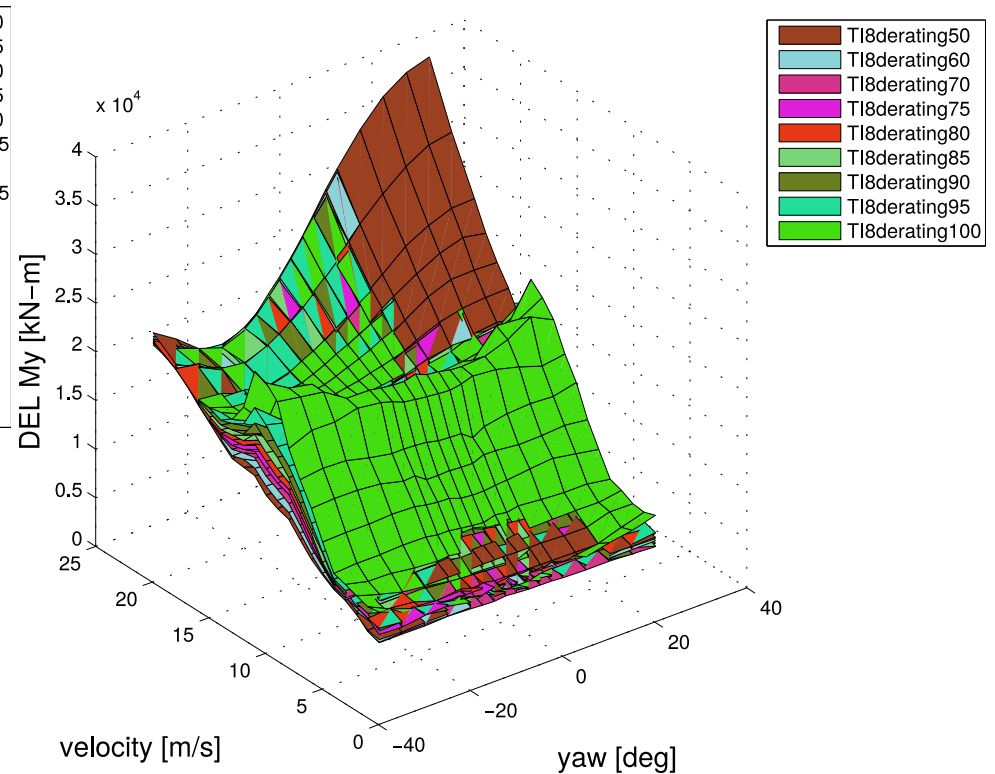 x 10^4
4
3.5
3
2.5
2
1.5
1
0.5
0
DEL My [kN−m]
25
20
15
10
5
0
velocity [m/s]
−40
−20
0
20
40
yaw [deg]
TI8derating50
TI8derating60
TI8derating70
TI8derating75
TI8derating80
TI8derating85
TI8derating90
TI8derating95
TI8derating100